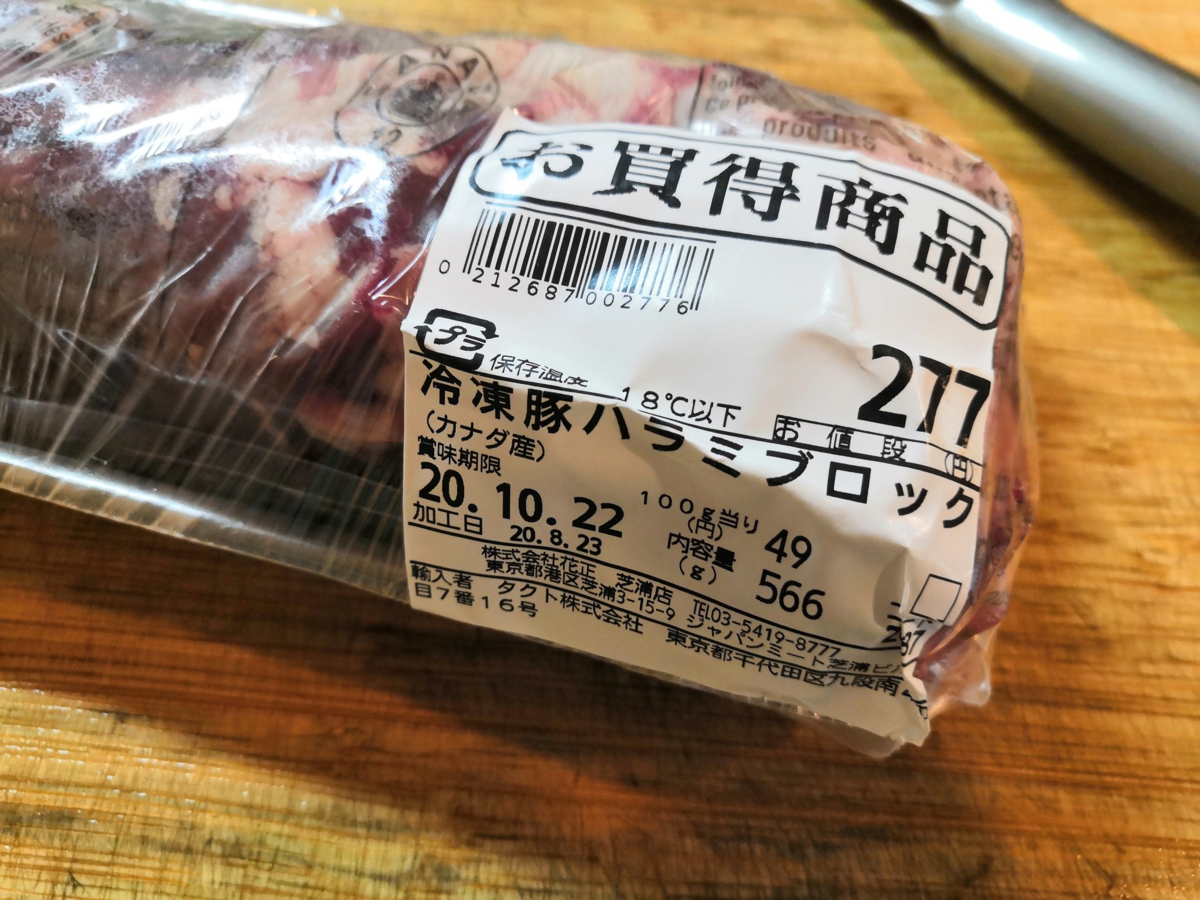 CANADA
produits
お買得商品
0 212687 002776
プラ
保存温度 18℃以下
277
お値段 (円)
冷凍豚ハラミブロック
(カナダ産)
賞味期限
20.10.22
加工日 20.8.23
100g当り(円) 49
内容量(g) 566
株式会社花正 芝浦店 TEL03-5419-8777
東京都港区芝浦3-15-9 ジャパンミート芝浦ビ
輸入者 タクト株式会社 東京都千代田区九段南
目7番16号